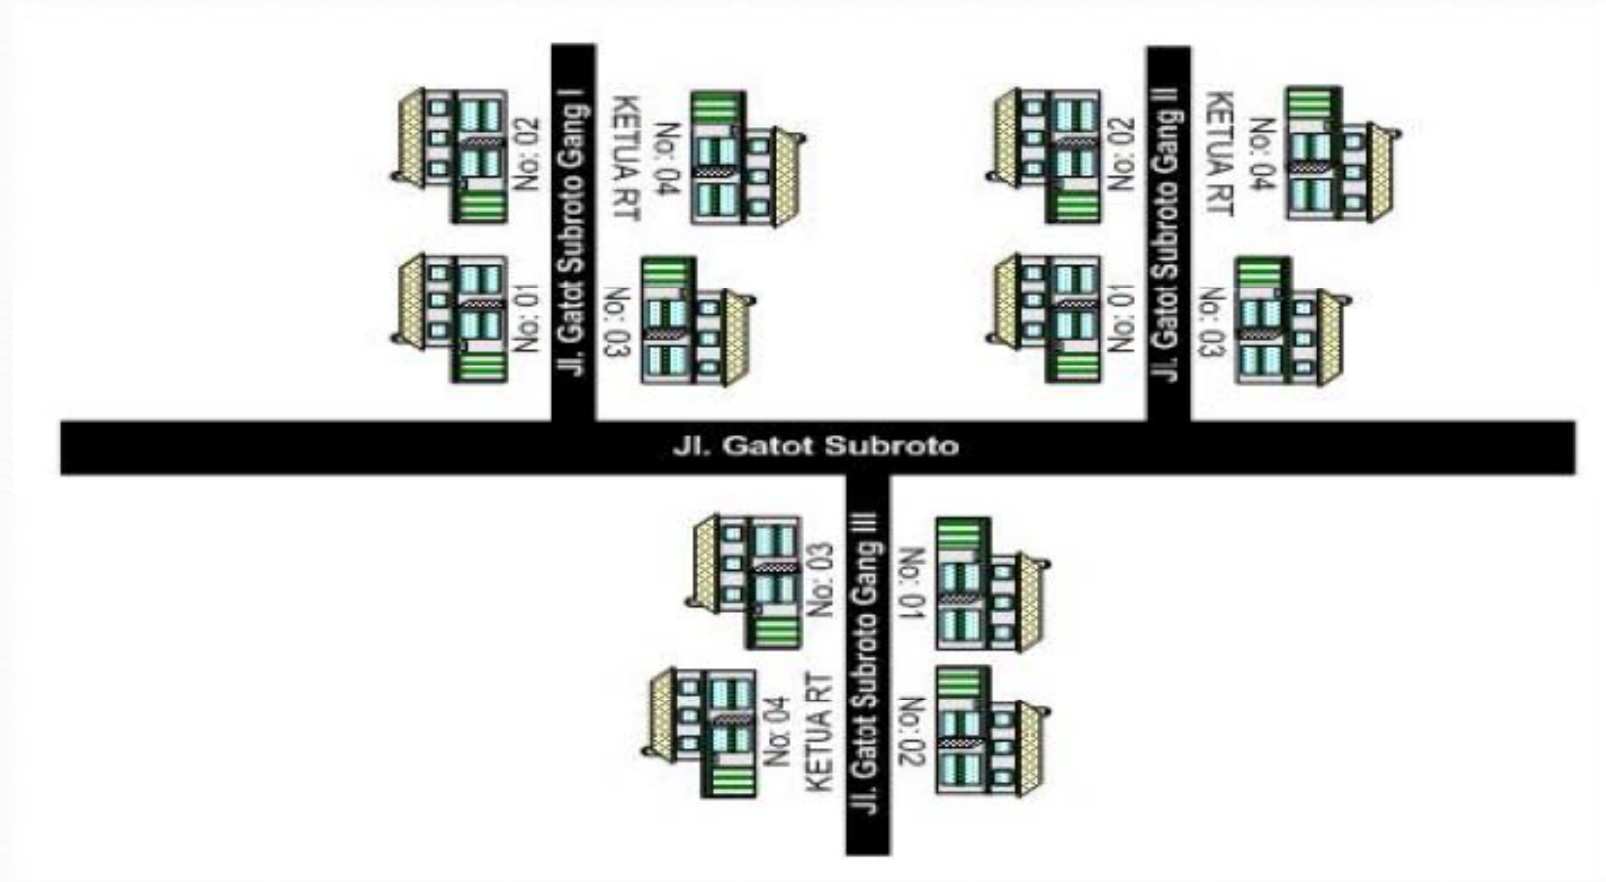 No: 02
Jl. Gatot Subroto Gang I
KETUA RT
No: 04
No: 01
No: 03
No: 02
Jl. Gatot Subroto Gang II
KETUA RT
No: 04
No: 01
No: 03
Jl. Gatot Subroto
No: 03
Jl. Gatot Subroto Gang III
No: 01
No: 04
KETUA RT
No: 02